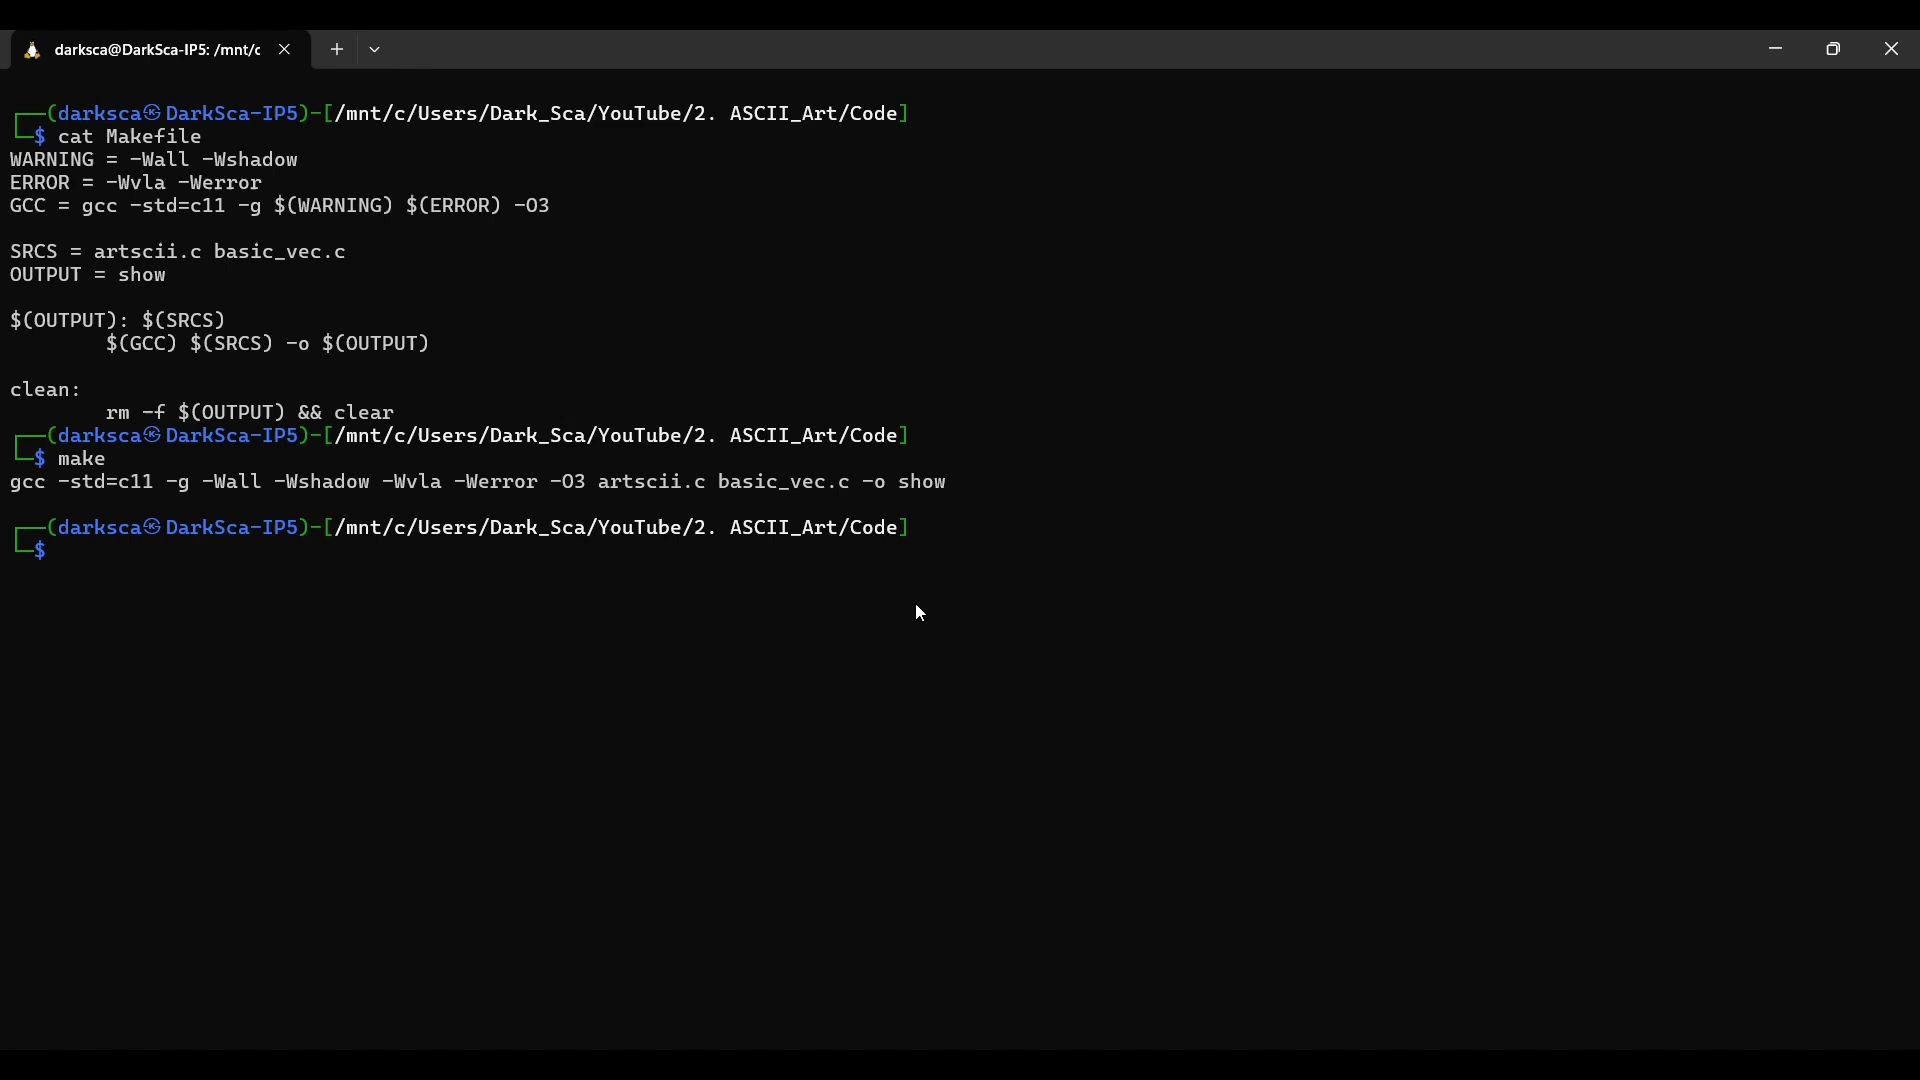 darksca@DarkSca-IP5: /mnt/c
┌──(darksca㉿DarkSca-IP5)-[/mnt/c/Users/Dark_Sca/YouTube/2. ASCII_Art/Code]
└─$ cat Makefile
WARNING = -Wall -Wshadow
ERROR = -Wvla -Werror
GCC = gcc -std=c11 -g $(WARNING) $(ERROR) -O3
SRCS = artscii.c basic_vec.c
OUTPUT = show
$(OUTPUT): $(SRCS)
        $(GCC) $(SRCS) -o $(OUTPUT)
clean:
        rm -f $(OUTPUT) && clear
┌──(darksca㉿DarkSca-IP5)-[/mnt/c/Users/Dark_Sca/YouTube/2. ASCII_Art/Code]
└─$ make
gcc -std=c11 -g -Wall -Wshadow -Wvla -Werror -O3 artscii.c basic_vec.c -o show
┌──(darksca㉿DarkSca-IP5)-[/mnt/c/Users/Dark_Sca/YouTube/2. ASCII_Art/Code]
└─$